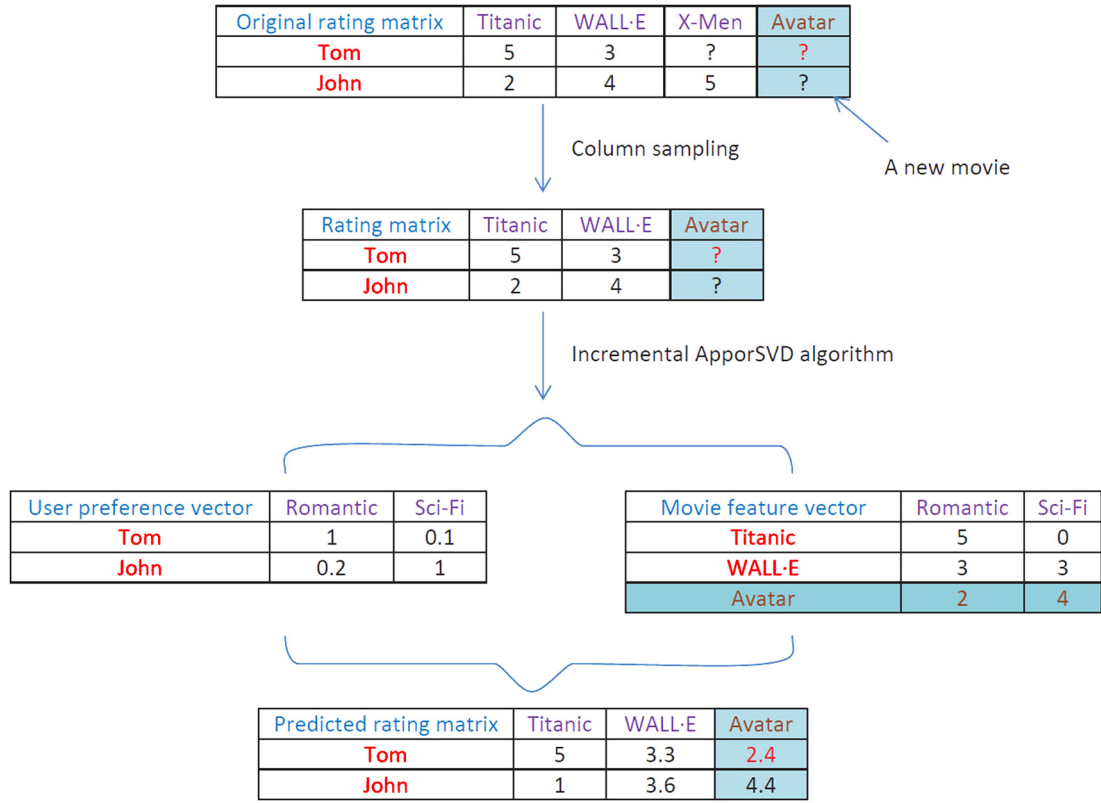 Original rating matrix Titanic WALL·E X-Men Avatar
Tom 5 3 ? ?
John 2 4 5 ?
Column sampling
A new movie
Rating matrix Titanic WALL·E Avatar
Tom 5 3 ?
John 2 4 ?
Incremental ApporSVD algorithm
User preference vector Romantic Sci-Fi
Tom 1 0.1
John 0.2 1
Movie feature vector Romantic Sci-Fi
Titanic 5 0
WALL·E 3 3
Avatar 2 4
Predicted rating matrix Titanic WALL·E Avatar
Tom 5 3.3 2.4
John 1 3.6 4.4